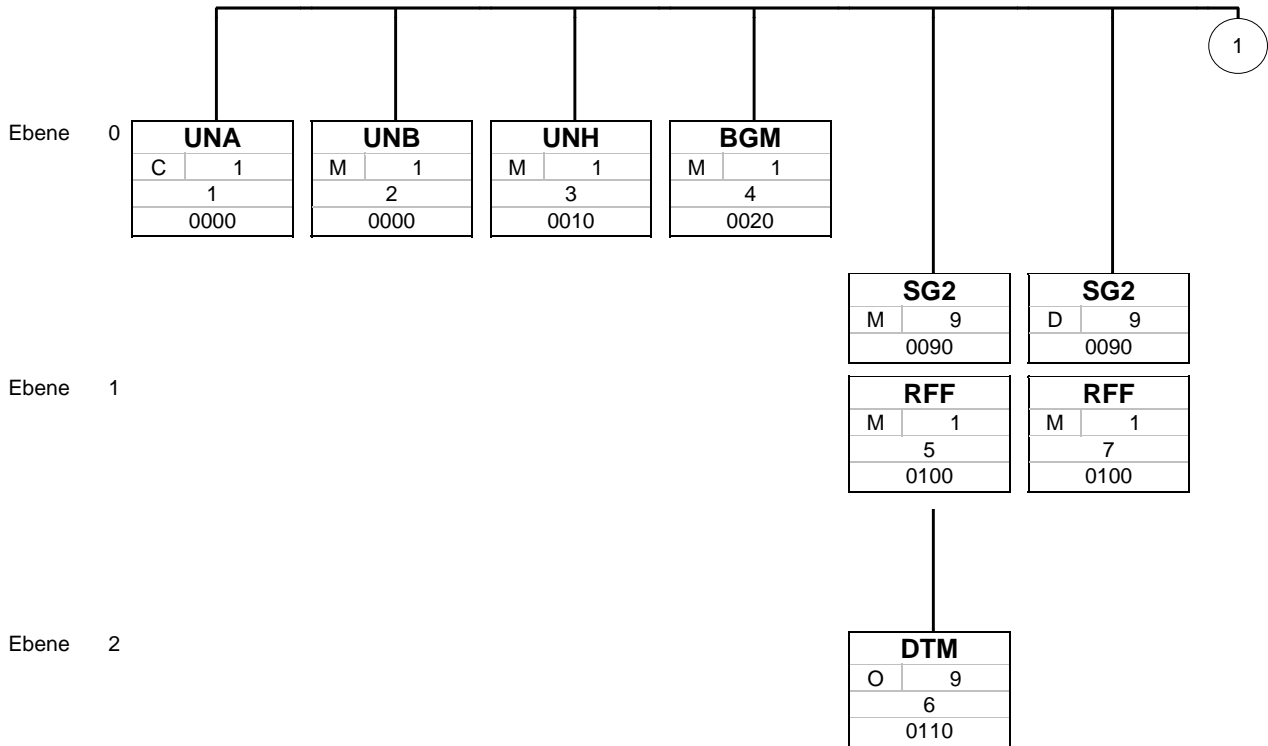 1
Ebene 0
UNA UNB UNH BGM
C 1 M 1 M 1 M 1
1 2 3 4
0000 0000 0010 0020
SG2 SG2
M 9 D 9
0090 0090
Ebene 1
RFF RFF
M 1 M 1
5 7
0100 0100
Ebene 2
DTM
O 9
6
0110